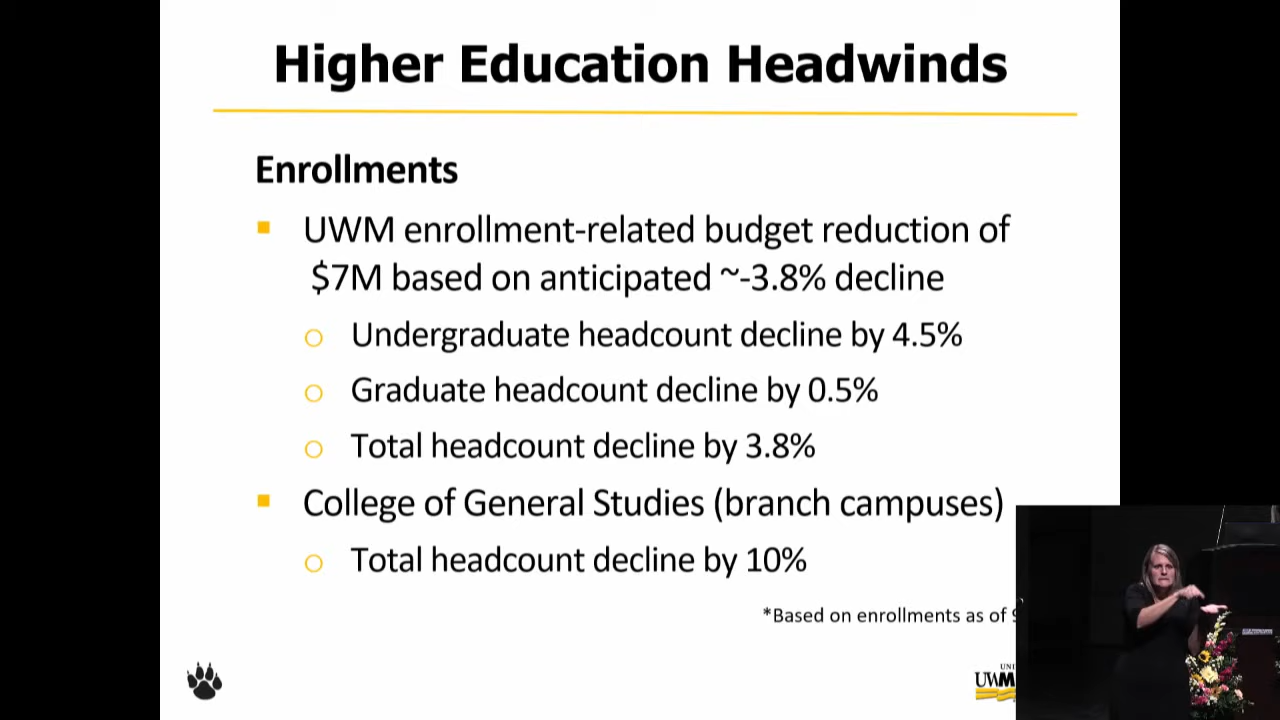 Higher Education Headwinds
Enrollments
UWM enrollment-related budget reduction of
$7M based on anticipated ~-3.8% decline
Undergraduate headcount decline by 4.5%
Graduate headcount decline by 0.5%
Total headcount decline by 3.8%
College of General Studies (branch campuses)
Total headcount decline by 10%
*Based on enrollments as of
UWM